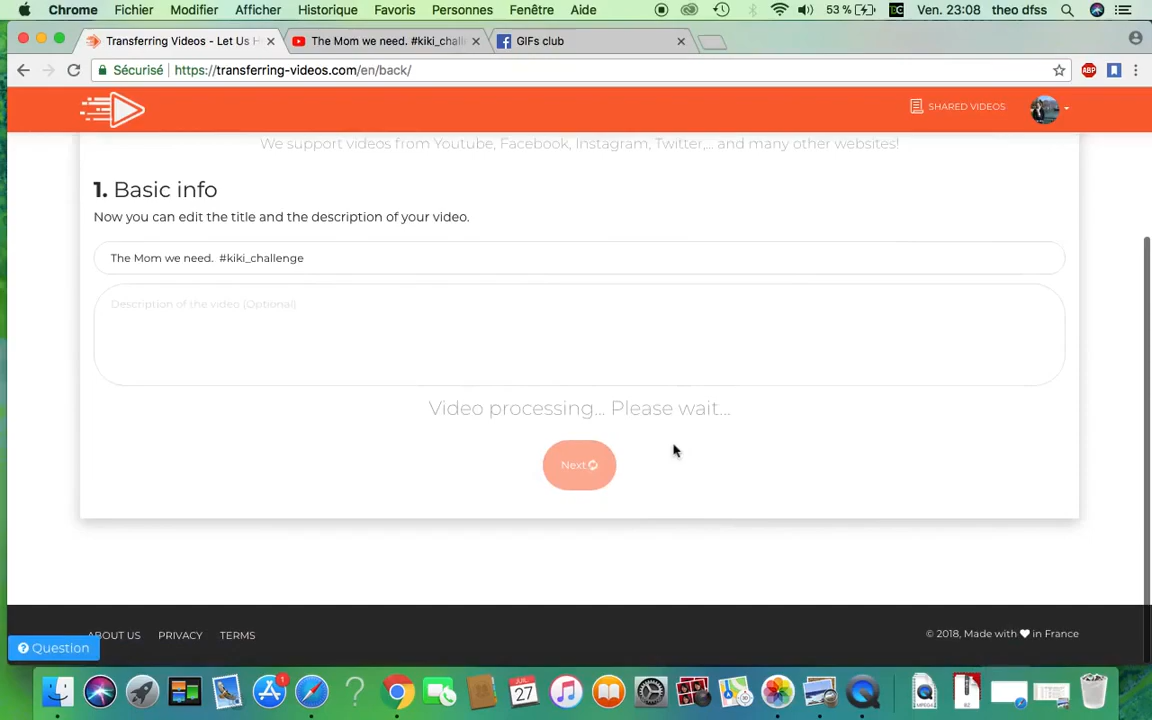 Chrome Fichier Modifier Afficher Historique Favoris Personnes Fenêtre Aide 53 % Ven. 23:08 theo dfss
Transferring Videos - Let Us H
The Mom we need. #kiki_chall
GIFs club
Sécurisé https://transferring-videos.com/en/back/
ABP
SHARED VIDEOS
We support videos from Youtube, Facebook, Instagram, Twitter,... and many other websites!
1. Basic info
Now you can edit the title and the description of your video.
The Mom we need. #kiki_challenge
Description of the video (Optional)
Video processing... Please wait...
Next
ABOUT US PRIVACY TERMS
© 2018, Made with ❤ in France
Question
1
JUIL.
27